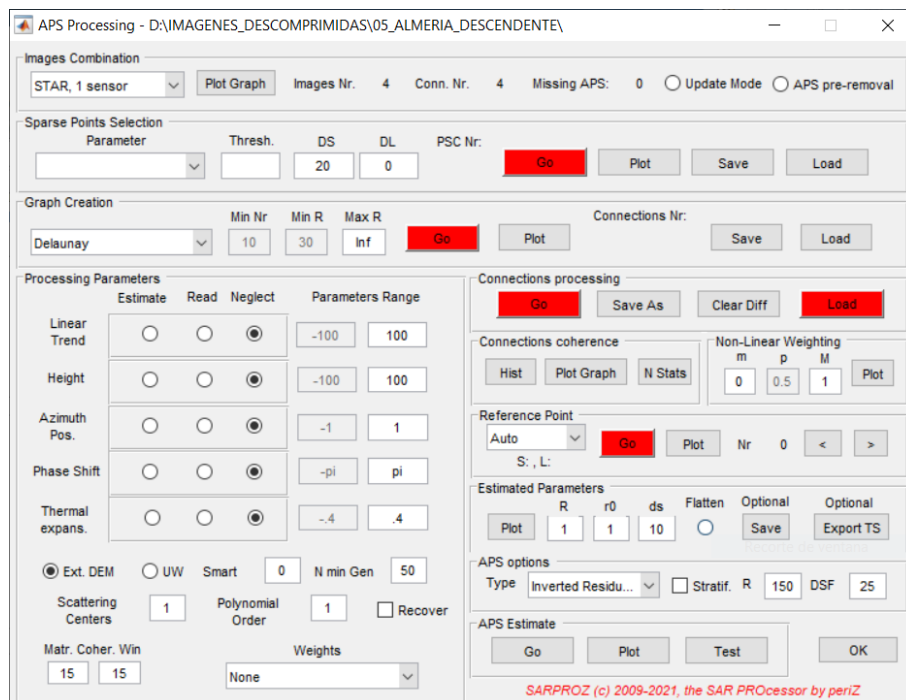 APS Processing - D:\IMAGENES_DESCOMPRIMIDAS\05_ALMERIA_DESCENDENTE\
Images Combination
STAR, 1 sensor Plot Graph Images Nr. 4 Conn. Nr. 4 Missing APS: 0 Update Mode APS pre-removal
Sparse Points Selection
Parameter Thresh. DS DL PSC Nr:
20 0 Go Plot Save Load
Graph Creation
Min Nr Min R Max R Connections Nr:
Delaunay 10 30 Inf Go Plot Save Load
Processing Parameters
Estimate Read Neglect Parameters Range
Linear Trend -100 100
Height -100 100
Azimuth Pos. -1 1
Phase Shift -pi pi
Thermal expans. -.4 .4
Ext. DEM UW Smart 0 N min Gen 50
Scattering Centers 1 Polynomial Order 1 Recover
Matr. Coher. Win Weights
15 15 None
Connections processing
Go Save As Clear Diff Load
Connections coherence
Hist Plot Graph N Stats
Non-Linear Weighting
m p M
0 0.5 1 Plot
Reference Point
Auto Go Plot Nr 0 < >
S: , L:
Estimated Parameters
R r0 ds Flatten Optional Optional
Plot 1 1 10 Save Export TS
Recorte de ventana
APS options
Type Inverted Residu... Stratif. R 150 DSF 25
APS Estimate
Go Plot Test OK
SARPROZ (c) 2009-2021, the SAR PROcessor by periZ